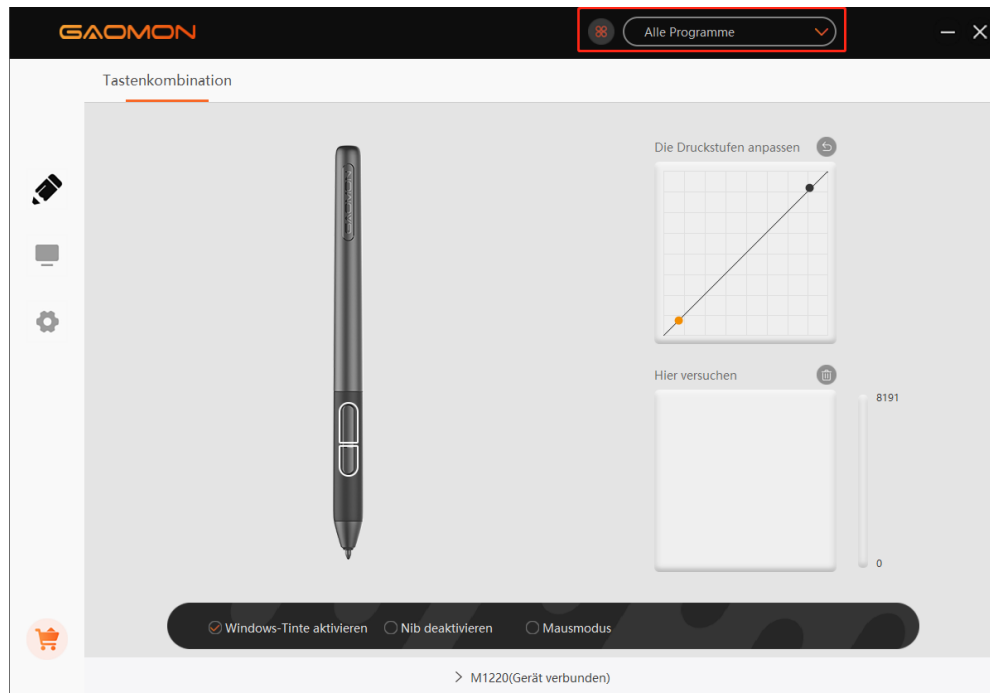 GAOMON
Alle Programme
Tastenkombination
Die Druckstufen anpassen
GAOMON
Hier versuchen
8191
0
Windows-Tinte aktivieren Nib deaktivieren Mausmodus
M1220(Gerät verbunden)